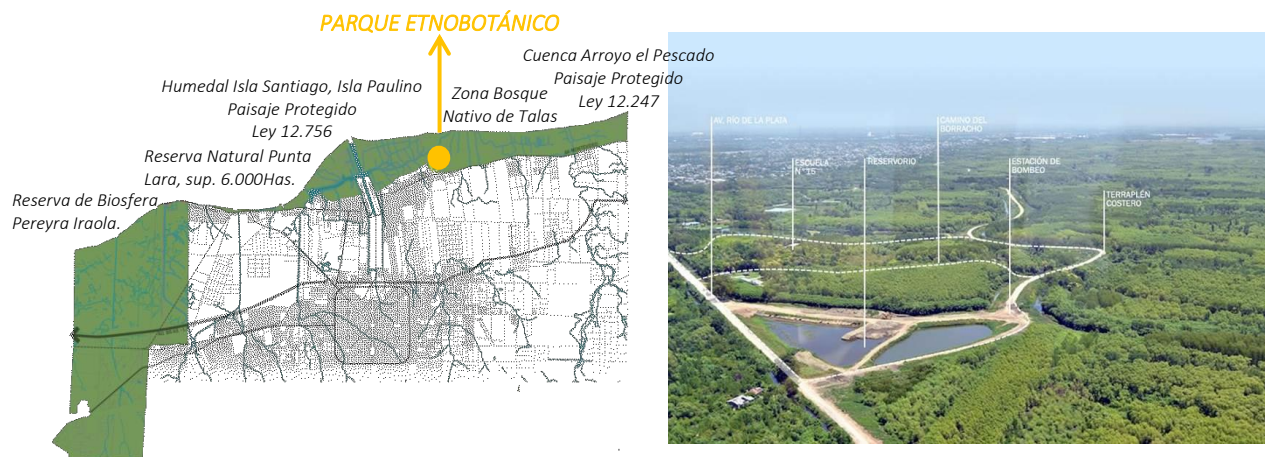 PARQUE ETNOBOTÁNICO
Cuenca Arroyo el Pescado
Paisaje Protegido
Ley 12.247
Humedal Isla Santiago, Isla Paulino
Paisaje Protegido
Ley 12.756
Zona Bosque
Nativo de Talas
Reserva Natural Punta
Lara, sup. 6.000Has.
Reserva de Biosfera
Pereyra Iraola.
AV. RÍO DE LA PLATA
CAMINO DEL
BORRACHO
ESCUELA
N° 15
RESERVORIO
ESTACIÓN DE
BOMBEO
TERRAPLÉN
COSTERO